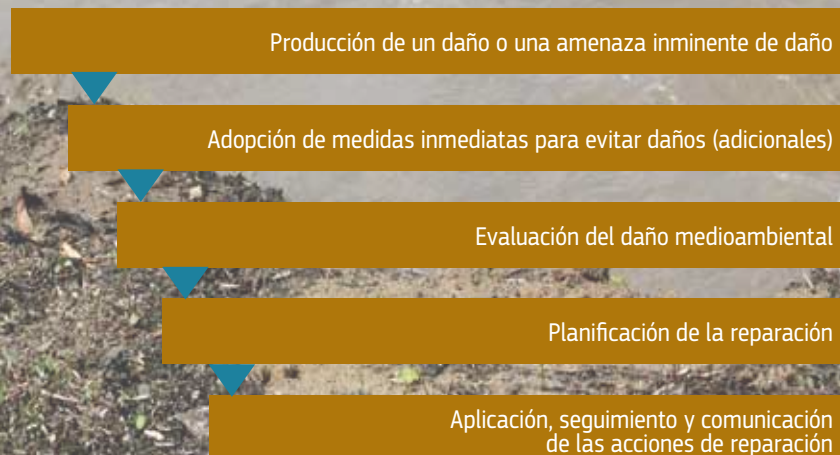 Producción de un daño o una amenaza inminente de daño
Adopción de medidas inmediatas para evitar daños (adicionales)
Evaluación del daño medioambiental
Planificación de la reparación
Aplicación, seguimiento y comunicación
de las acciones de reparación